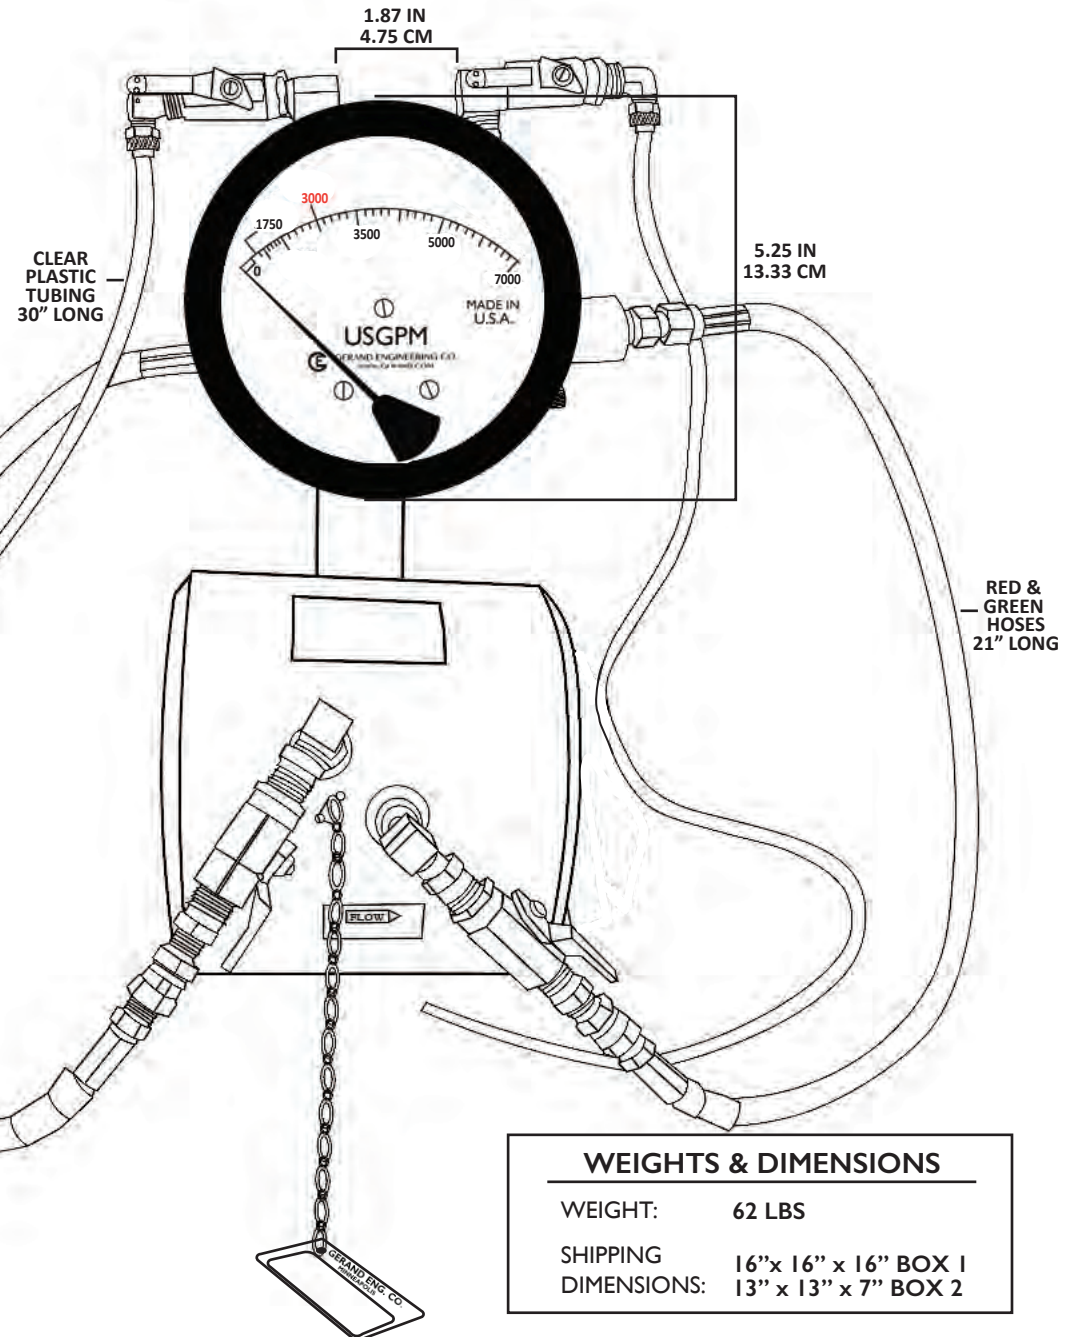 1.87 IN
4.75 CM
3000
1750
3500
5000
0
7000
CLEAR
PLASTIC
TUBING
30” LONG
5.25 IN
13.33 CM
MADE IN
U.S.A.
USGPM
GE
GERAND ENGINEERING CO.
RED &
GREEN
HOSES
21” LONG
FLOW
GERAND ENG. CO.
MINNEAPOLIS
WEIGHTS & DIMENSIONS
WEIGHT: 62 LBS
SHIPPING
DIMENSIONS:
16”x 16” x 16” BOX 1
13” x 13” x 7” BOX 2